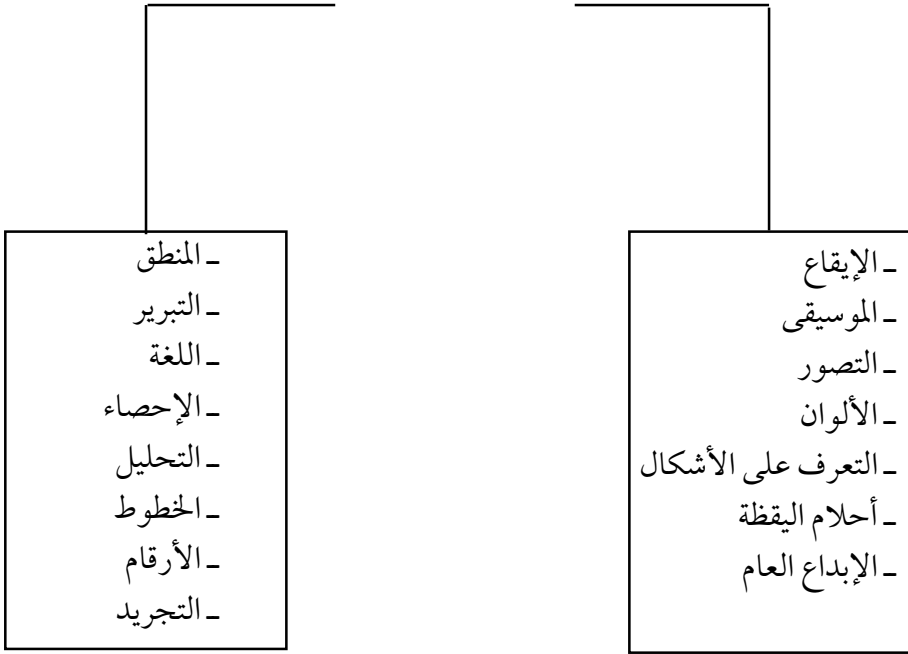 ـ الإيقاع
ـ الموسيقى
ـ التصور
ـ الألوان
ـ التعرف على الأشكال
ـ أحلام اليقظة
ـ الإبداع العام
ـ المنطق
ـ التبرير
ـ اللغة
ـ الإحصاء
ـ التحليل
ـ الخطوط
ـ الأرقام
ـ التجريد